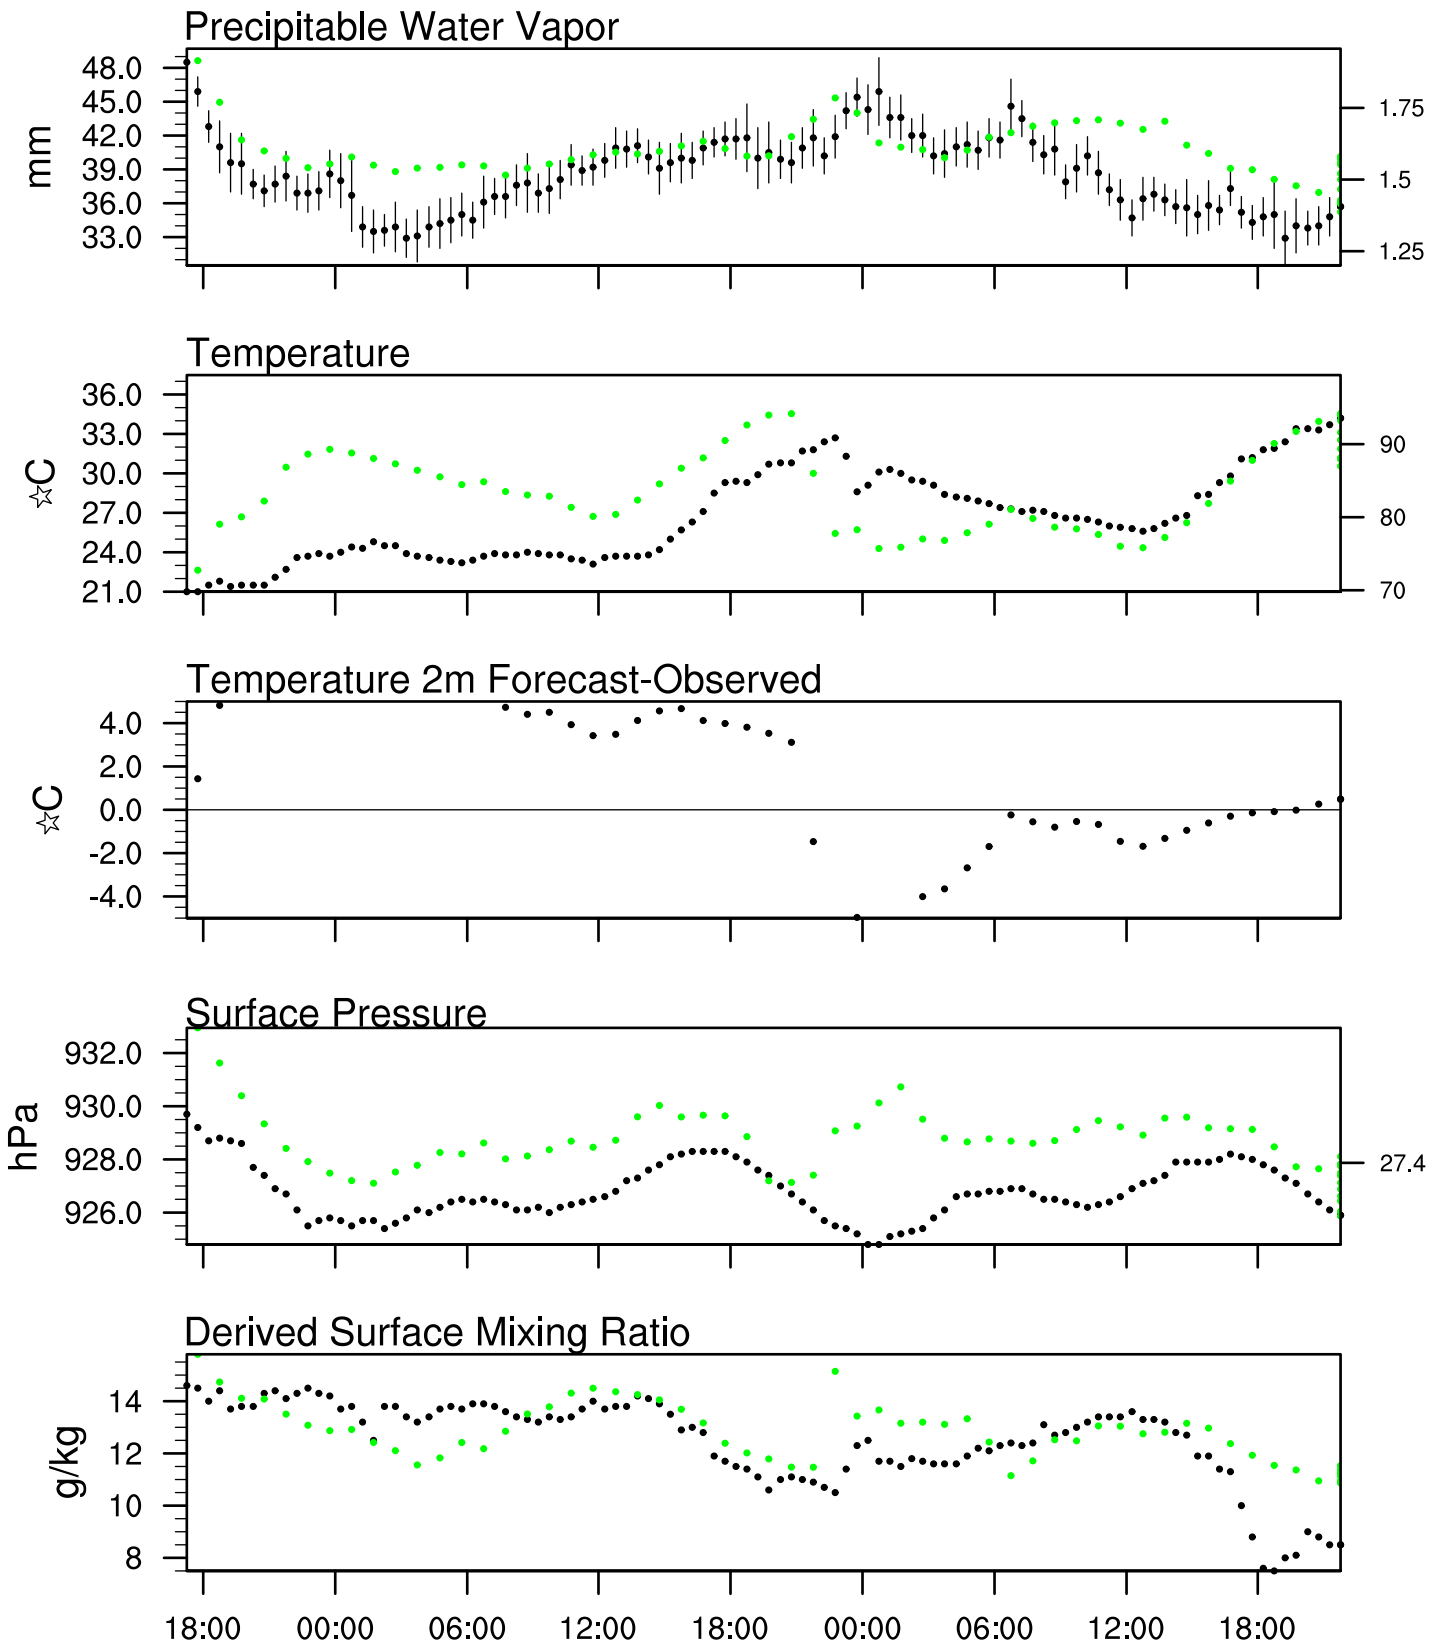 Precipitable Water Vapor
mm
48.0
45.0
42.0
39.0
36.0
33.0
1.75
1.5
1.25
Temperature
☆C
36.0
33.0
30.0
27.0
24.0
21.0
90
80
70
Temperature 2m Forecast-Observed
☆C
4.0
2.0
0.0
-2.0
-4.0
Surface Pressure
hPa
932.0
930.0
928.0
926.0
27.4
Derived Surface Mixing Ratio
g/kg
14
12
10
8
18:00 00:00 06:00 12:00 18:00 00:00 06:00 12:00 18:00